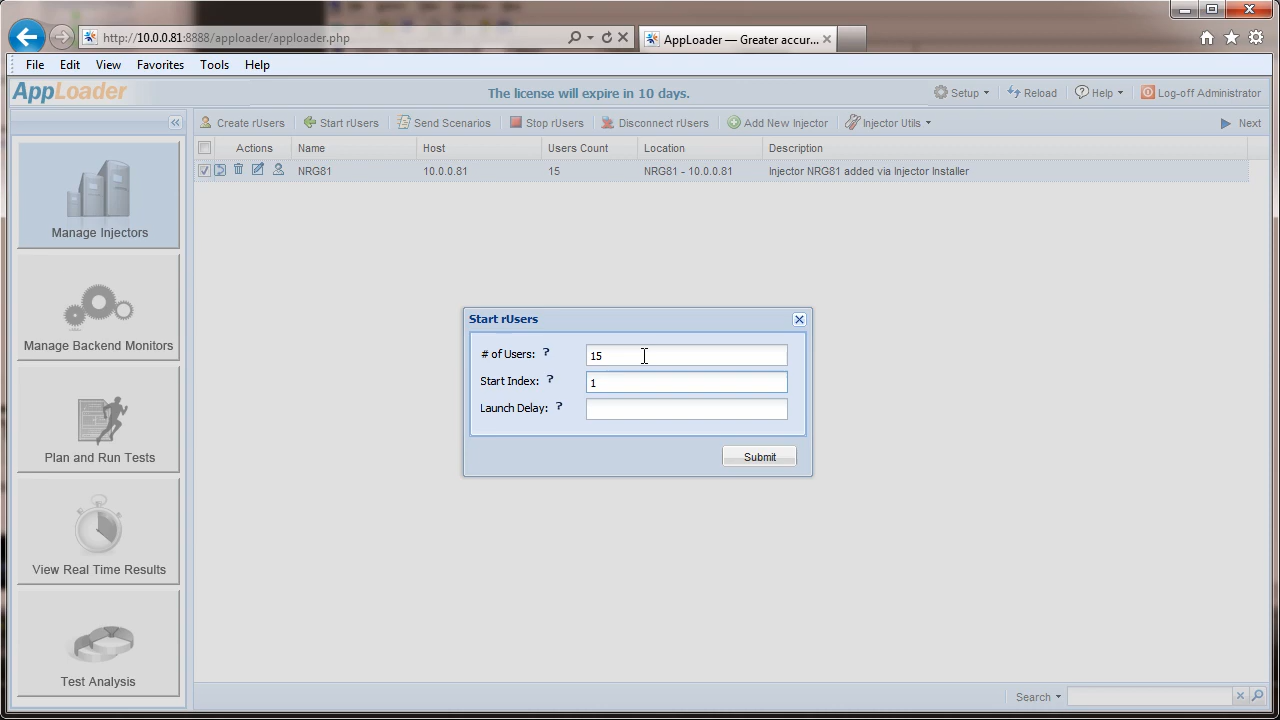 http://10.0.0.81:8888/apploader/apploader.php
AppLoader — Greater accur...
File Edit View Favorites Tools Help
AppLoader
The license will expire in 10 days.
Setup Reload Help Log-off Administrator
Create rUsers Start rUsers Send Scenarios Stop rUsers Disconnect rUsers Add New Injector Injector Utils Next
Actions Name Host Users Count Location Description
NRG81 10.0.0.81 15 NRG81 - 10.0.0.81 Injector NRG81 added via Injector Installer
Manage Injectors
Manage Backend Monitors
Plan and Run Tests
View Real Time Results
Test Analysis
Start rUsers
# of Users: ? 15
Start Index: ? 1
Launch Delay: ?
Submit
Search